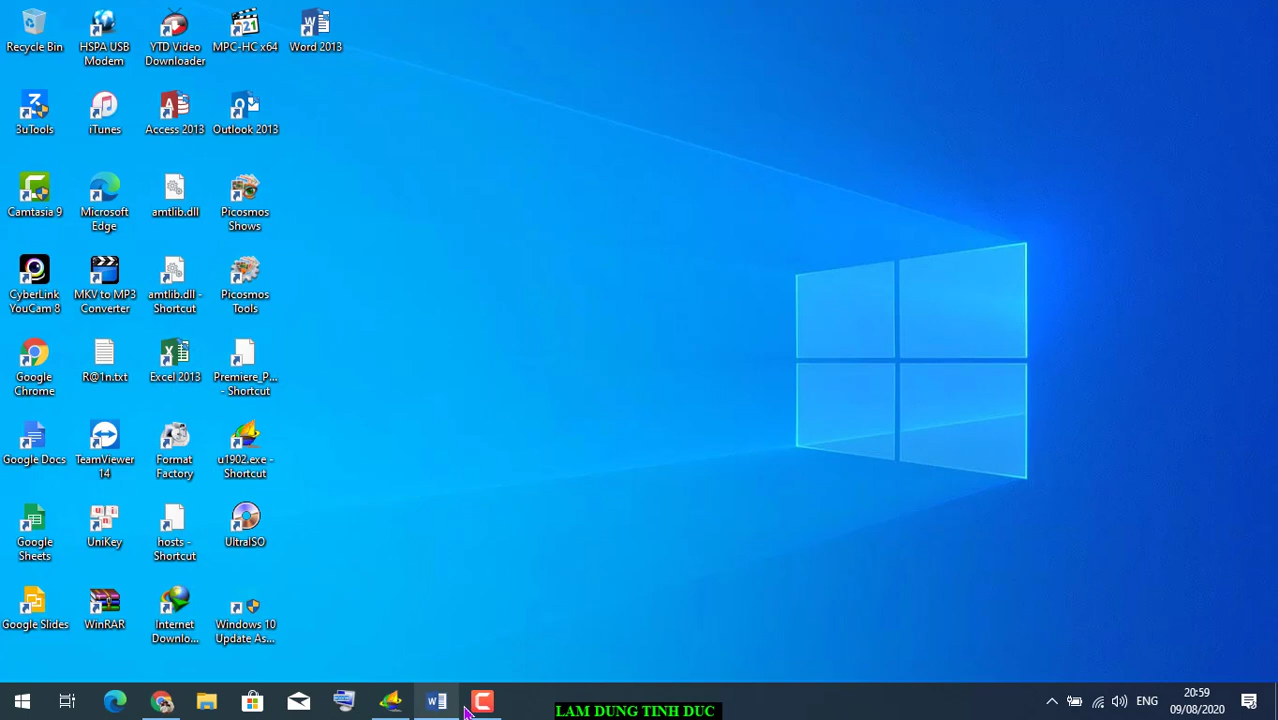 Recycle Bin
HSPA USB
Modem
YTD Video
Downloader
MPC-HC x64
Word 2013
3uTools
iTunes
Access 2013
Outlook 2013
Camtasia 9
Microsoft
Edge
amtlib.dll
Picosmos
Shows
CyberLink
YouCam 8
MKV to MP3
Converter
amtlib.dll -
Shortcut
Picosmos
Tools
Google
Chrome
R@1n.txt
Excel 2013
Premiere_P...
- Shortcut
Google Docs
TeamViewer
14
Format
Factory
u1902.exe -
Shortcut
Google
Sheets
UniKey
hosts -
Shortcut
UltraISO
Google Slides
WinRAR
Internet
Downlo...
Windows 10
Update As...
ENG
20:59
09/08/2020
LAM DUNG TINH DUC